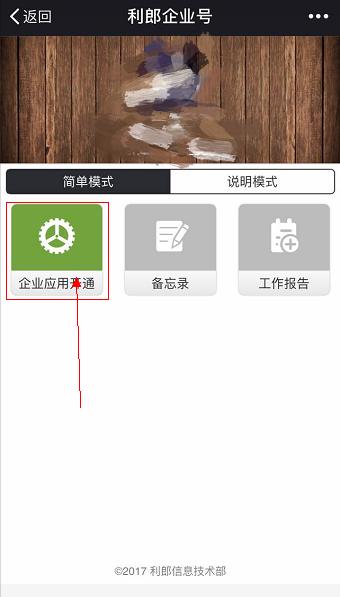 返回
利郎企业号
简单模式
说明模式
企业应用开通
备忘录
工作报告
©2017 利郎信息技术部